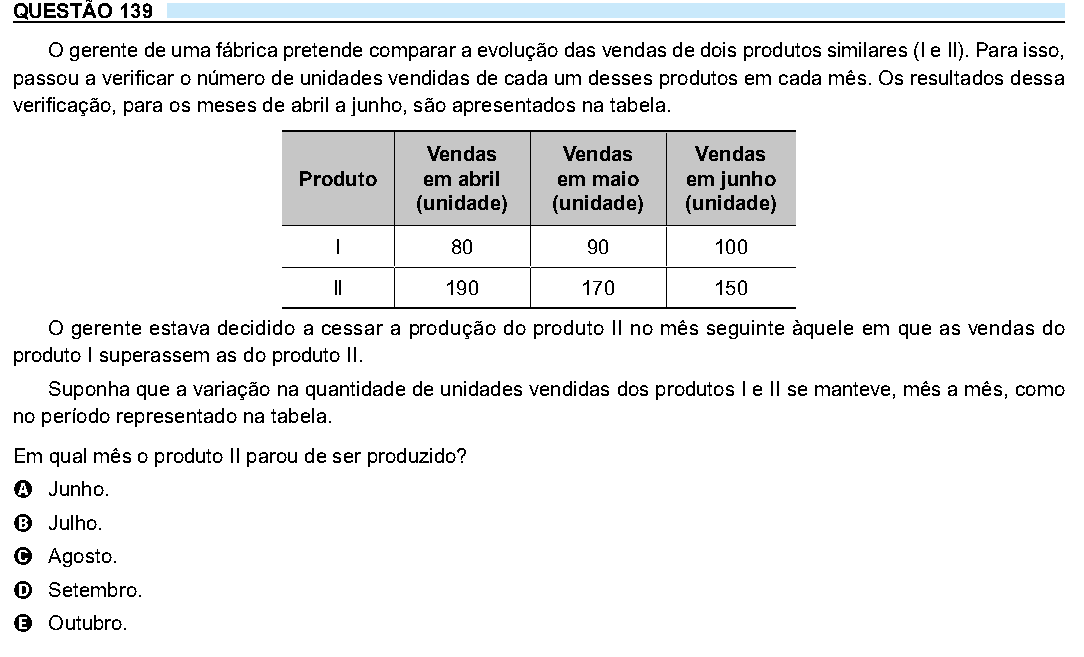 QUESTÃO 139
O gerente de uma fábrica pretende comparar a evolução das vendas de dois produtos similares (I e II). Para isso,
passou a verificar o número de unidades vendidas de cada um desses produtos em cada mês. Os resultados dessa
verificação, para os meses de abril a junho, são apresentados na tabela.
Produto
Vendas
em abril
(unidade)
Vendas
em maio
(unidade)
Vendas
em junho
(unidade)
I 80 90 100
II 190 170 150
O gerente estava decidido a cessar a produção do produto II no mês seguinte àquele em que as vendas do
produto I superassem as do produto II.
Suponha que a variação na quantidade de unidades vendidas dos produtos I e II se manteve, mês a mês, como
no período representado na tabela.
Em qual mês o produto II parou de ser produzido?
A Junho.
B Julho.
C Agosto.
D Setembro.
E Outubro.